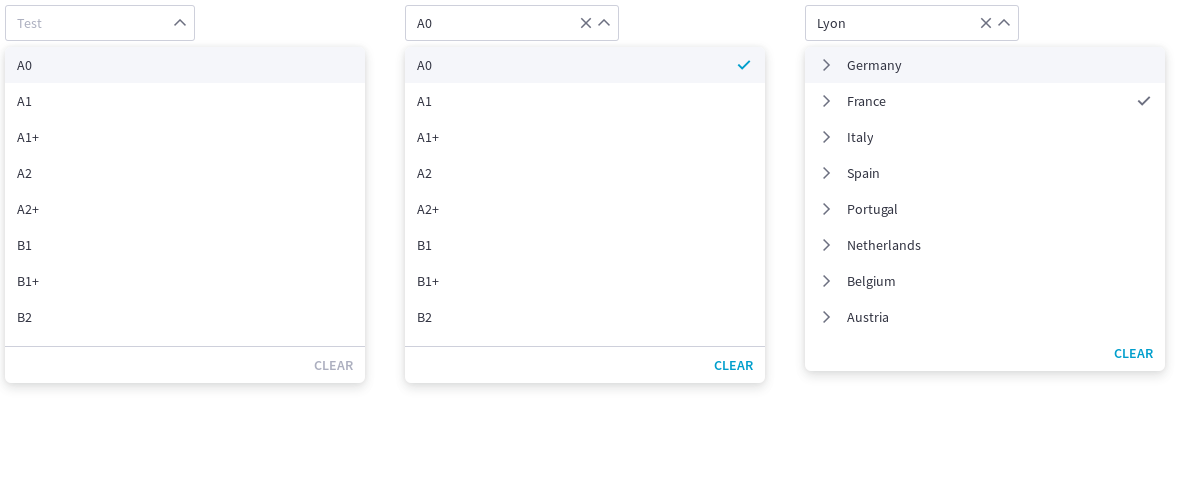 Test
A0
A1
A1+
A2
A2+
B1
B1+
B2
CLEAR
A0
A0
A1
A1+
A2
A2+
B1
B1+
B2
CLEAR
Lyon
Germany
France
Italy
Spain
Portugal
Netherlands
Belgium
Austria
CLEAR